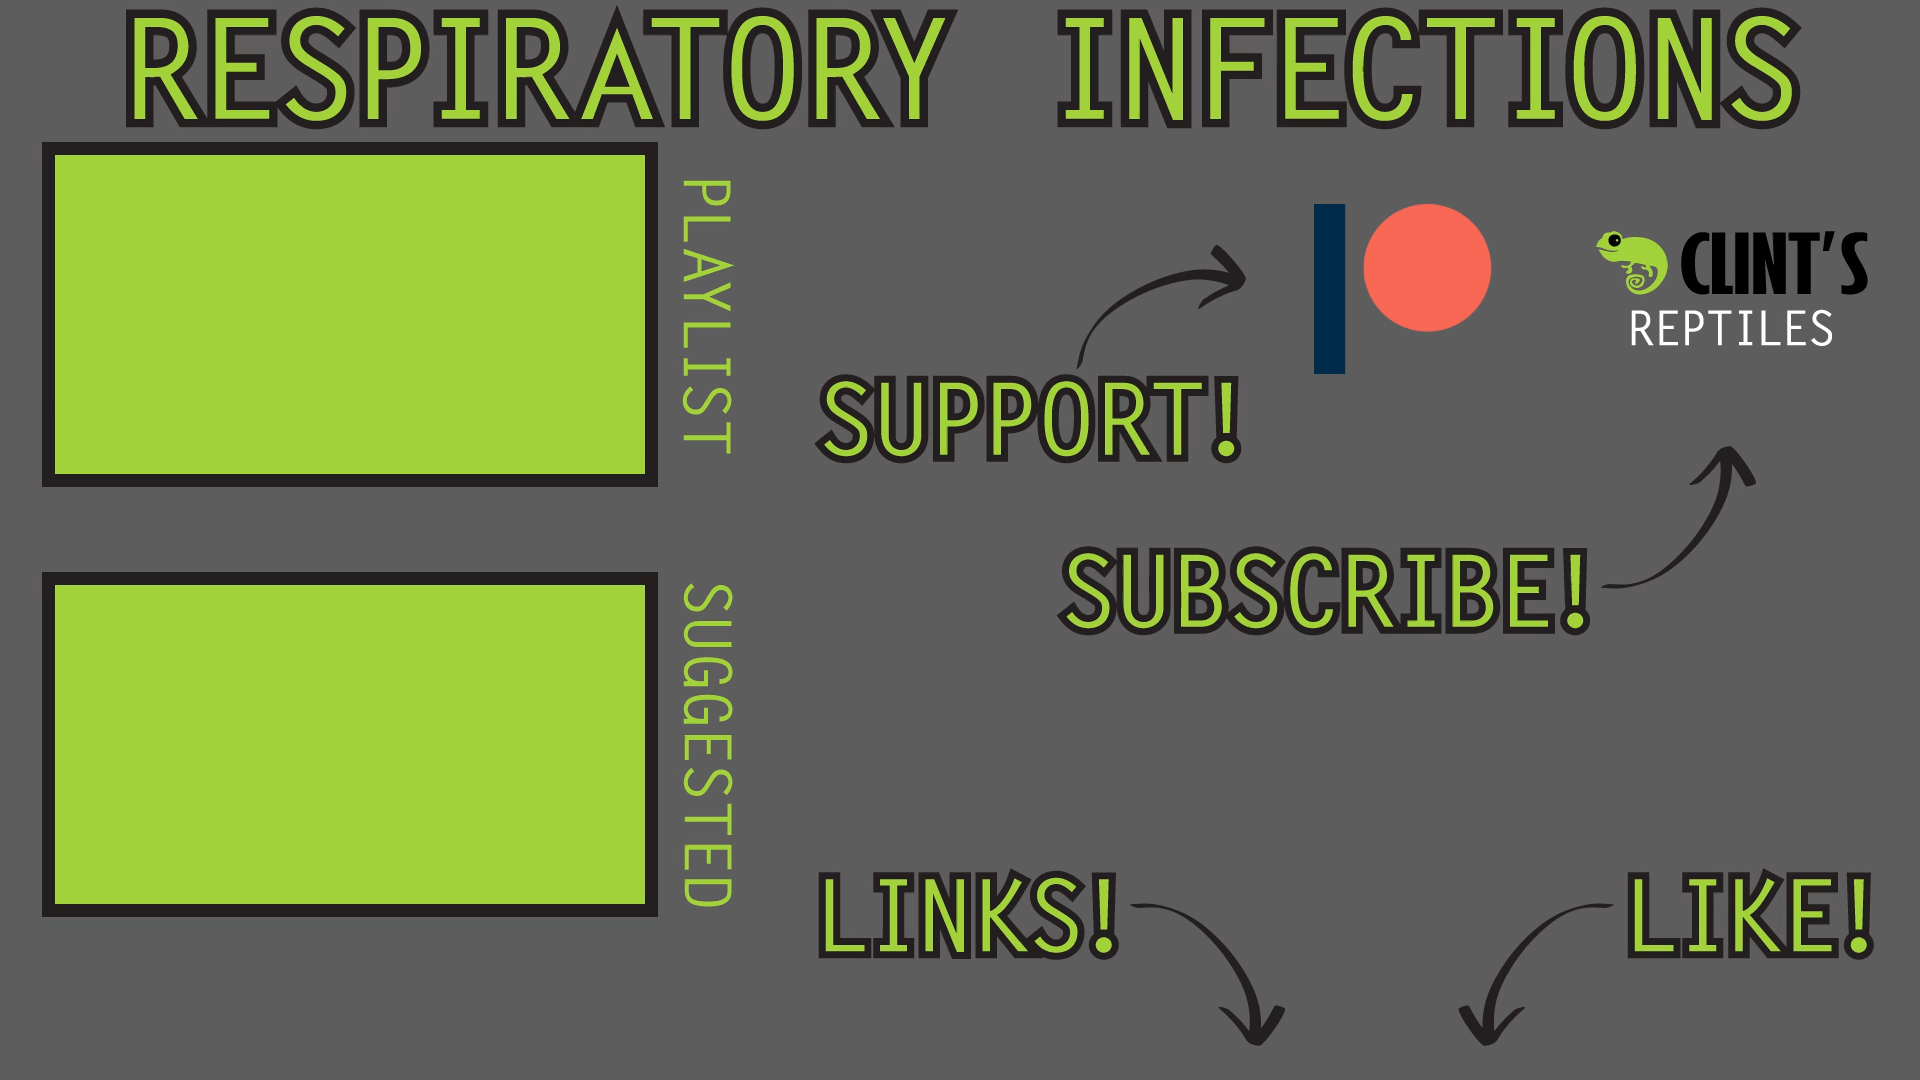 RESPIRATORY INFECTIONS
PLAYLIST
SUPPORT!
CLINT'S
REPTILES
SUBSCRIBE!
SUGGESTED
LINKS!
LIKE!